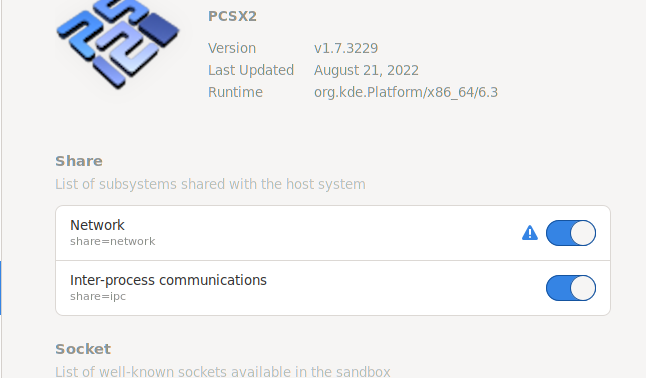 PCSX2
Version v1.7.3229
Last Updated August 21, 2022
Runtime org.kde.Platform/x86_64/6.3
Share
List of subsystems shared with the host system
Network
share=network
Inter-process communications
share=ipc
Socket
List of well-known sockets available in the sandbox